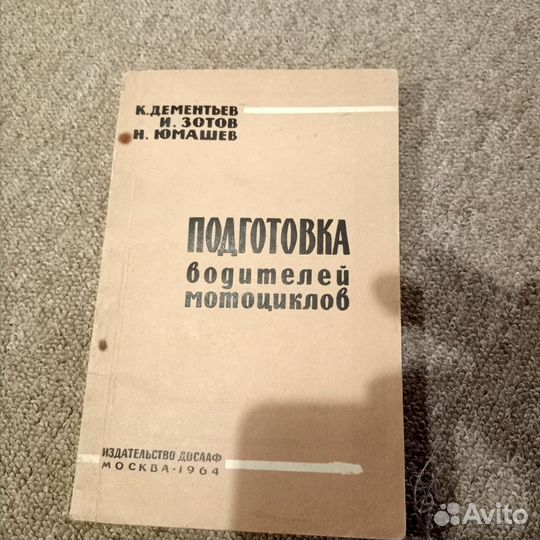 К. ДЕМЕНТЬЕВ
И. ЗОТОВ
Н. ЮМАШЕВ
ПОДГОТОВКА
водителей
мотоциклов
ИЗДАТЕЛЬСТВО ДОСААФ
МОСКВА · 1964
Avito